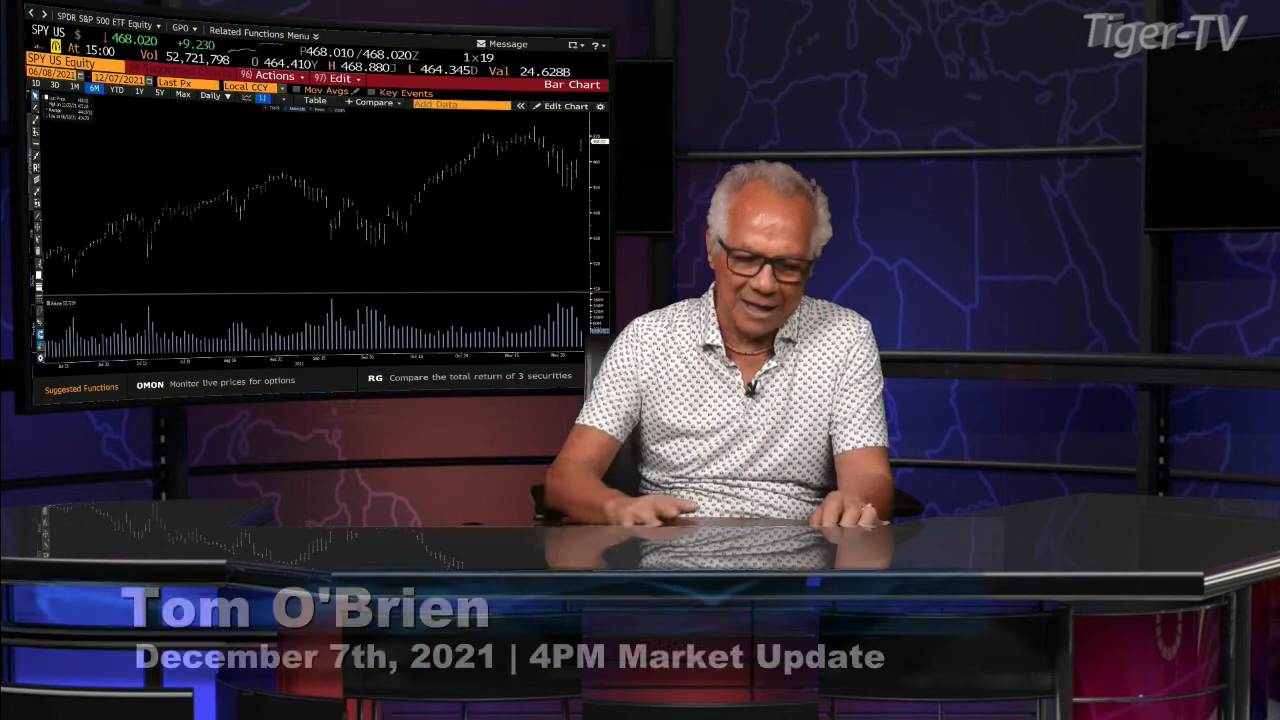 SPDR S&P 500 ETF Equity GPO Related Functions Menu
Message
SPY US 468.020 +9.230 P468.010/468.020Z 1x19
At 15:00 Vol 52,721,798 O 464.410Y H 468.880J L 464.345D Val 24.628B
SPY US Equity 96) Actions 97) Edit Bar Chart
06/08/2021 - 12/07/2021 Last Px Local CCY Mov Avgs Key Events
1D 3D 1M 6M YTD 1Y 5Y Max Daily Table + Compare Add Data Edit Chart
Suggested Functions OMON Monitor live prices for options RG Compare the total return of 3 securities
Tiger-TV
Tom O'Brien
December 7th, 2021 | 4PM Market Update